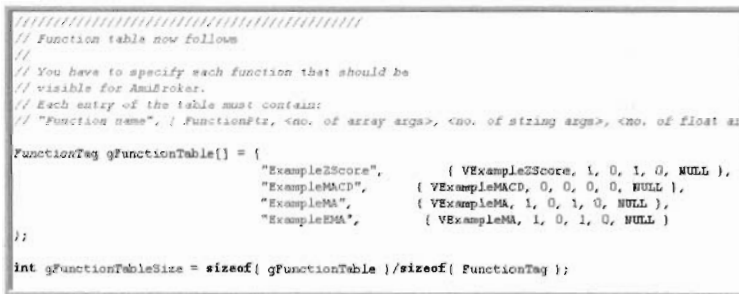 ///////////////////////////////////////////
// Function table now follows
//
// You have to specify each function that should be
// visible for AmiBroker.
// Each entry of the table must contain:
// "Function name", { FunctionPtz, <no. of array args>, <no. of string args>, <no. of float ar
FunctionTag gFunctionTable[] = {
"ExampleZScore", { VExampleZScore, 1, 0, 1, 0, NULL },
"ExampleMACD", { VExampleMACD, 0, 0, 0, 0, NULL },
"ExampleMA", { VExampleMA, 1, 0, 1, 0, NULL },
"ExampleEMA", { VExampleMA, 1, 0, 1, 0, NULL }
};
int gFunctionTableSize = sizeof( gFunctionTable )/sizeof( FunctionTag );